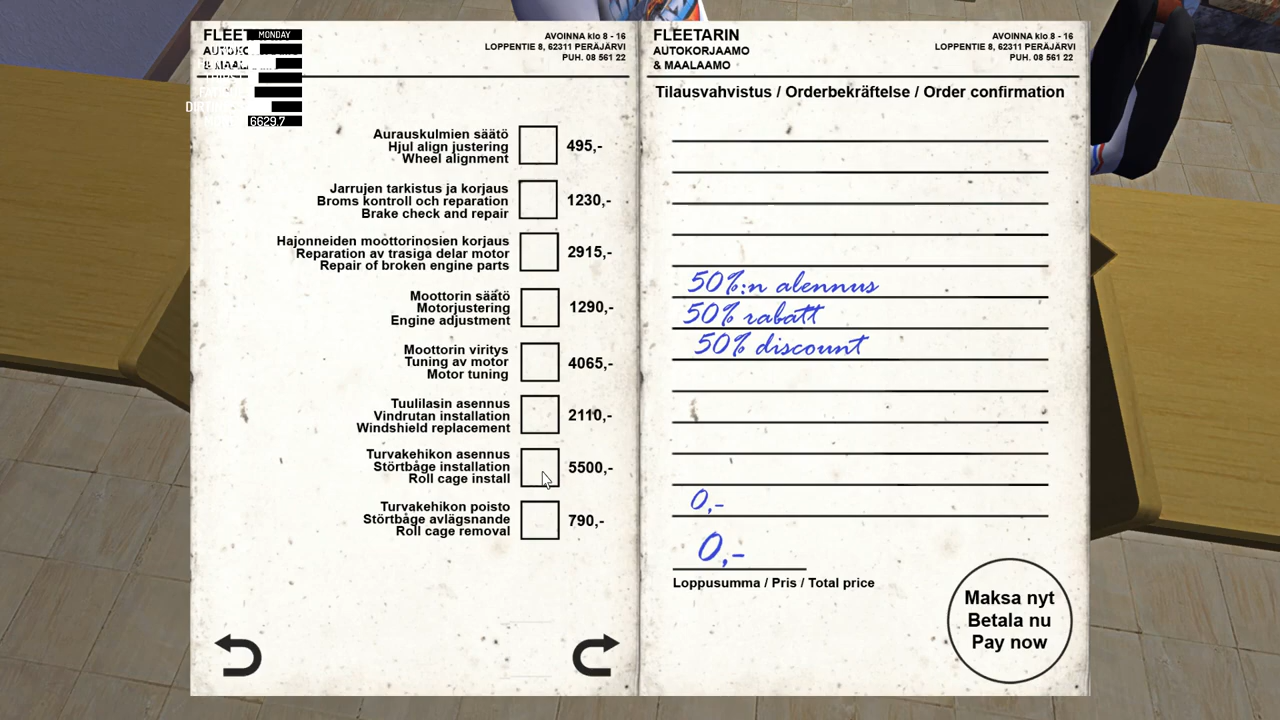 FLEET
MONDAY
AUTOKO
& MAALAAMO
6629.7
AVOINNA klo 8 - 16
LOPPENTIE 8, 62311 PERÄJÄRVI
PUH. 08 561 22
Aurauskulmien säätö
Hjul align justering
Wheel alignment
495,-
Jarrujen tarkistus ja korjaus
Broms kontroll och reparation
Brake check and repair
1230,-
Hajonneiden moottorinosien korjaus
Reparation av trasiga delar motor
Repair of broken engine parts
2915,-
Moottorin säätö
Motorjustering
Engine adjustment
1290,-
Moottorin viritys
Tuning av motor
Motor tuning
4065,-
Tuulilasin asennus
Vindrutan installation
Windshield replacement
2110,-
Turvakehikon asennus
Störtbåge installation
Roll cage install
5500,-
Turvakehikon poisto
Störtbåge avlägsnande
Roll cage removal
790,-
FLEETARIN
AUTOKORJAAMO
& MAALAAMO
AVOINNA klo 8 - 16
LOPPENTIE 8, 62311 PERÄJÄRVI
PUH. 08 561 22
Tilausvahvistus / Orderbekräftelse / Order confirmation
50%:n alennus
50% rabatt
50% discount
0,-
0,-
Loppusumma / Pris / Total price
Maksa nyt
Betala nu
Pay now